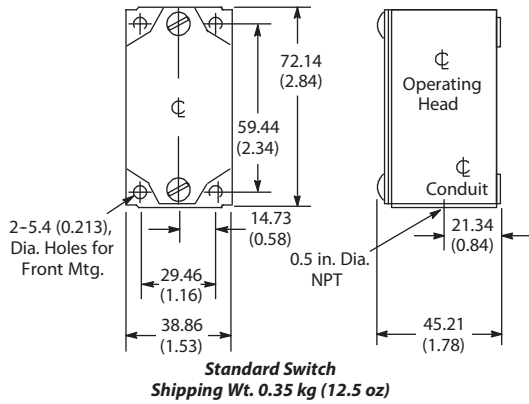 72.14
(2.84)
59.44
(2.34)
℄
℄
Operating
Head
℄
Conduit
2–5.4 (0.213),
Dia. Holes for
Front Mtg.
14.73
(0.58)
0.5 in. Dia.
NPT
21.34
(0.84)
29.46
(1.16)
38.86
(1.53)
45.21
(1.78)
Standard Switch
Shipping Wt. 0.35 kg (12.5 oz)